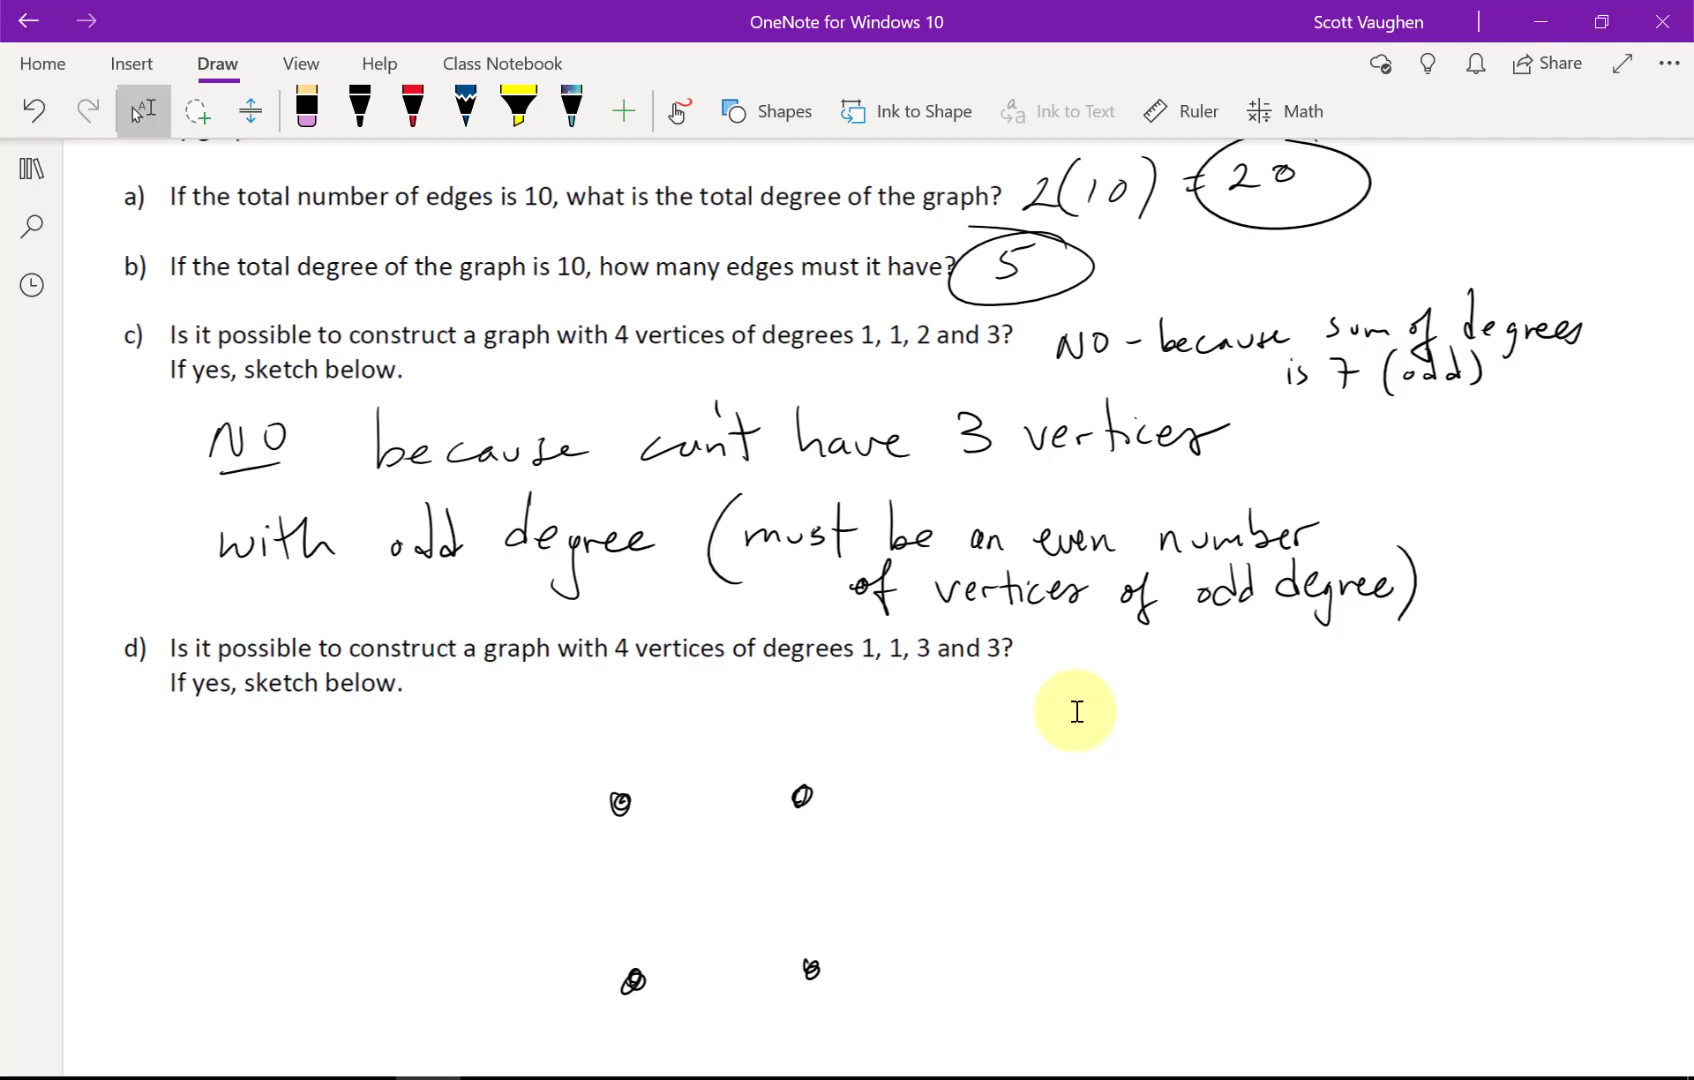 OneNote for Windows 10
Scott Vaughen
Home Insert Draw View Help Class Notebook
Share
Shapes Ink to Shape Ink to Text Ruler Math
a) If the total number of edges is 10, what is the total degree of the graph? 2(10) = 20
b) If the total degree of the graph is 10, how many edges must it have? 5
c) Is it possible to construct a graph with 4 vertices of degrees 1, 1, 2 and 3? NO - because sum of degrees
If yes, sketch below. is 7 (odd)
NO because can't have 3 vertices
with odd degree (must be an even number
of vertices of odd degree)
d) Is it possible to construct a graph with 4 vertices of degrees 1, 1, 3 and 3?
If yes, sketch below.